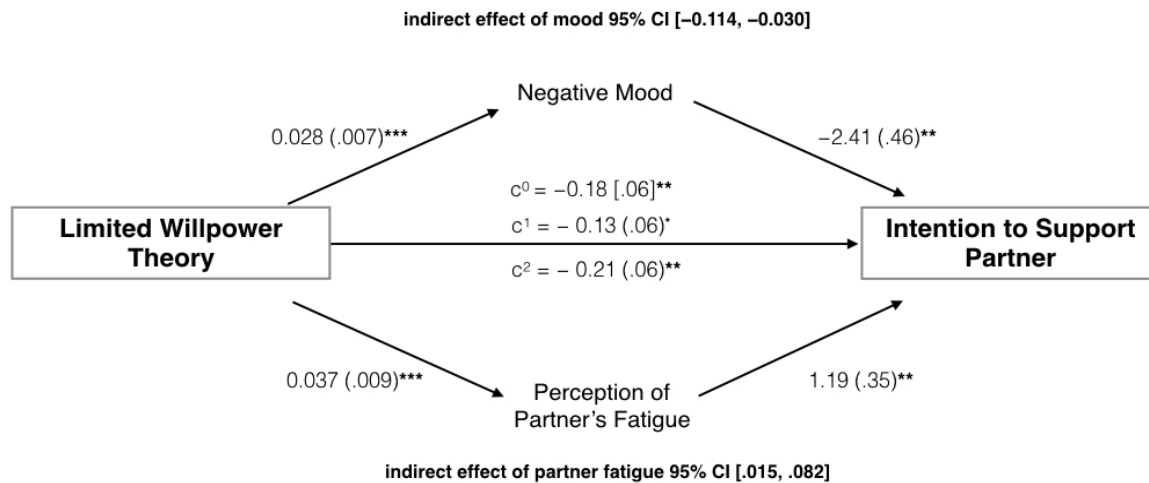 indirect effect of mood 95% CI [−0.114, −0.030]
Negative Mood
0.028 (.007)***
−2.41 (.46)**
c⁰ = −0.18 [.06]**
Limited Willpower
Theory
c¹ = − 0.13 (.06)*
Intention to Support
Partner
c² = − 0.21 (.06)**
0.037 (.009)***
1.19 (.35)**
Perception of
Partner’s Fatigue
indirect effect of partner fatigue 95% CI [.015, .082]